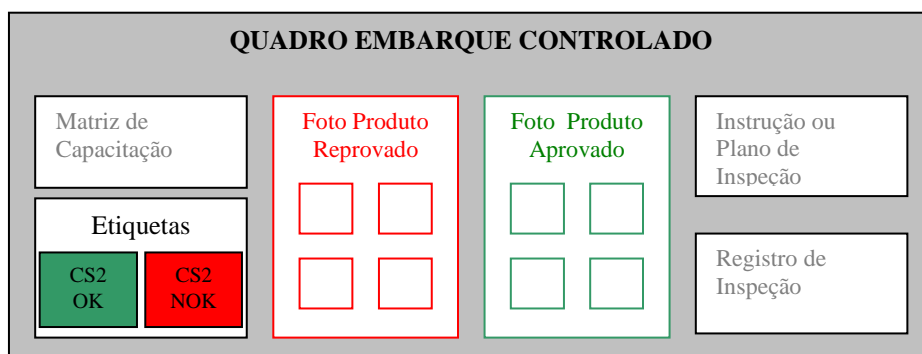 QUADRO EMBARQUE CONTROLADO
Matriz de
Capacitação
Etiquetas
CS2
OK
CS2
NOK
Foto Produto
Reprovado
Foto Produto
Aprovado
Instrução ou
Plano de
Inspeção
Registro de
Inspeção